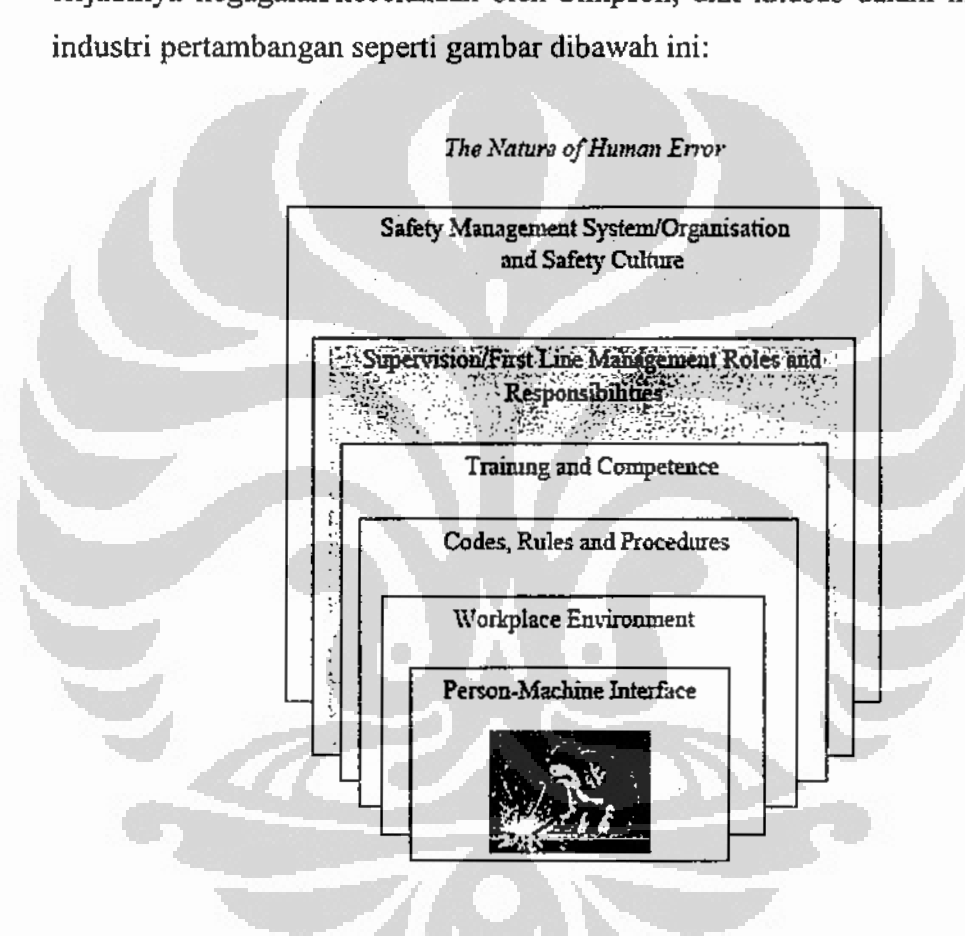 industri pertambangan seperti gambar dibawah ini:
The Nature of Human Error
Safety Management System/Organisation
and Safety Culture
Supervision/First Line Management Roles and
Responsibilities
Training and Competence
Codes, Rules and Procedures
Workplace Environment
Person-Machine Interface